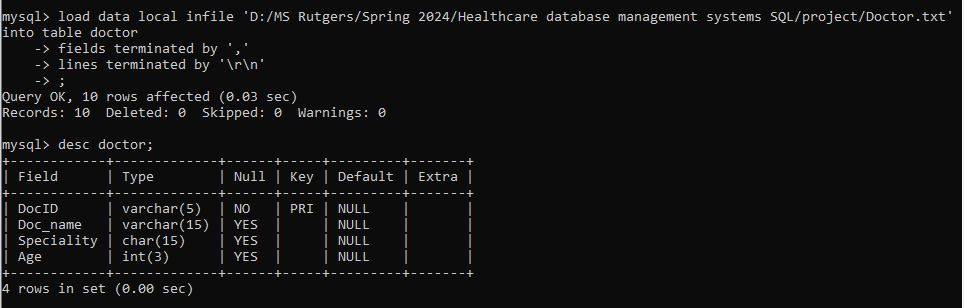 mysql> load data local infile 'D:/MS Rutgers/Spring 2024/Healthcare database management systems SQL/project/Doctor.txt'
into table doctor
    -> fields terminated by ','
    -> lines terminated by '\r\n'
    -> ;
Query OK, 10 rows affected (0.03 sec)
Records: 10  Deleted: 0  Skipped: 0  Warnings: 0

mysql> desc doctor;
+------------+-------------+------+-----+---------+-------+
| Field      | Type        | Null | Key | Default | Extra |
+------------+-------------+------+-----+---------+-------+
| DocID      | varchar(5)  | NO   | PRI | NULL    |       |
| Doc_name   | varchar(15) | YES  |     | NULL    |       |
| Speciality | char(15)    | YES  |     | NULL    |       |
| Age        | int(3)      | YES  |     | NULL    |       |
+------------+-------------+------+-----+---------+-------+
4 rows in set (0.00 sec)